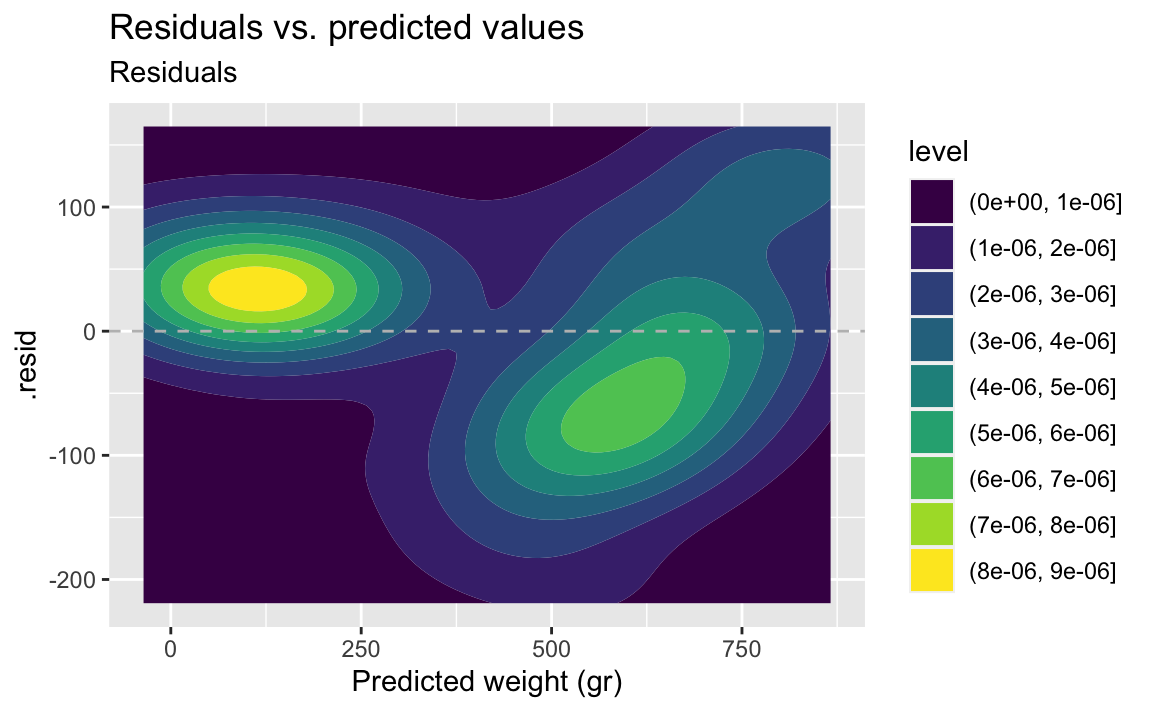 Residuals vs. predicted values
Residuals
.resid
100
0
-100
-200
0 250 500 750
Predicted weight (gr)
level
(0e+00, 1e-06]
(1e-06, 2e-06]
(2e-06, 3e-06]
(3e-06, 4e-06]
(4e-06, 5e-06]
(5e-06, 6e-06]
(6e-06, 7e-06]
(7e-06, 8e-06]
(8e-06, 9e-06]